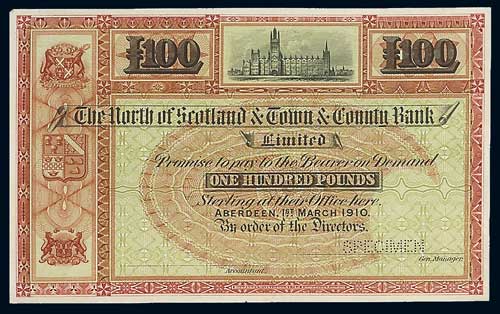 £100 £100
The North of Scotland & Town & County Bank
Limited
Promise to pay to the Bearer on Demand
ONE HUNDRED POUNDS
Sterling at their Office here.
ABERDEEN, 1ST MARCH 1910.
By order of the Directors.
SPECIMEN
Accountant. Gen. Manager.